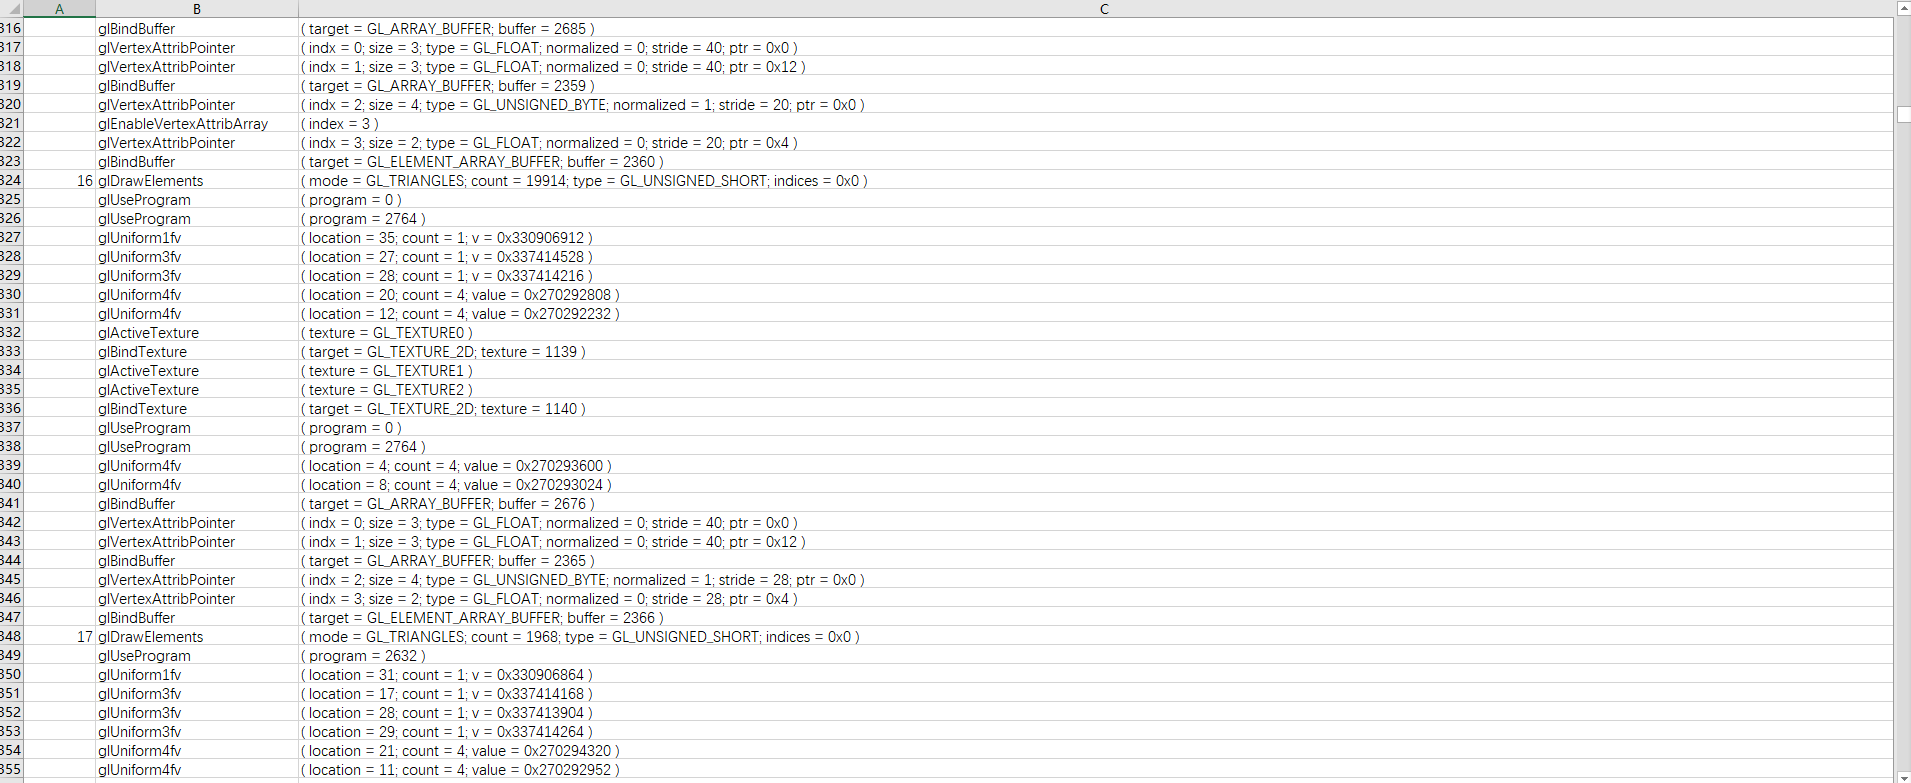 A B C
316 glBindBuffer ( target = GL_ARRAY_BUFFER; buffer = 2685 )
317 glVertexAttribPointer ( indx = 0; size = 3; type = GL_FLOAT; normalized = 0; stride = 40; ptr = 0x0 )
318 glVertexAttribPointer ( indx = 1; size = 3; type = GL_FLOAT; normalized = 0; stride = 40; ptr = 0x12 )
319 glBindBuffer ( target = GL_ARRAY_BUFFER; buffer = 2359 )
320 glVertexAttribPointer ( indx = 2; size = 4; type = GL_UNSIGNED_BYTE; normalized = 1; stride = 20; ptr = 0x0 )
321 glEnableVertexAttribArray ( index = 3 )
322 glVertexAttribPointer ( indx = 3; size = 2; type = GL_FLOAT; normalized = 0; stride = 20; ptr = 0x4 )
323 glBindBuffer ( target = GL_ELEMENT_ARRAY_BUFFER; buffer = 2360 )
324 16 glDrawElements ( mode = GL_TRIANGLES; count = 19914; type = GL_UNSIGNED_SHORT; indices = 0x0 )
325 glUseProgram ( program = 0 )
326 glUseProgram ( program = 2764 )
327 glUniform1fv ( location = 35; count = 1; v = 0x330906912 )
328 glUniform3fv ( location = 27; count = 1; v = 0x337414528 )
329 glUniform3fv ( location = 28; count = 1; v = 0x337414216 )
330 glUniform4fv ( location = 20; count = 4; value = 0x270292808 )
331 glUniform4fv ( location = 12; count = 4; value = 0x270292232 )
332 glActiveTexture ( texture = GL_TEXTURE0 )
333 glBindTexture ( target = GL_TEXTURE_2D; texture = 1139 )
334 glActiveTexture ( texture = GL_TEXTURE1 )
335 glActiveTexture ( texture = GL_TEXTURE2 )
336 glBindTexture ( target = GL_TEXTURE_2D; texture = 1140 )
337 glUseProgram ( program = 0 )
338 glUseProgram ( program = 2764 )
339 glUniform4fv ( location = 4; count = 4; value = 0x270293600 )
340 glUniform4fv ( location = 8; count = 4; value = 0x270293024 )
341 glBindBuffer ( target = GL_ARRAY_BUFFER; buffer = 2676 )
342 glVertexAttribPointer ( indx = 0; size = 3; type = GL_FLOAT; normalized = 0; stride = 40; ptr = 0x0 )
343 glVertexAttribPointer ( indx = 1; size = 3; type = GL_FLOAT; normalized = 0; stride = 40; ptr = 0x12 )
344 glBindBuffer ( target = GL_ARRAY_BUFFER; buffer = 2365 )
345 glVertexAttribPointer ( indx = 2; size = 4; type = GL_UNSIGNED_BYTE; normalized = 1; stride = 28; ptr = 0x0 )
346 glVertexAttribPointer ( indx = 3; size = 2; type = GL_FLOAT; normalized = 0; stride = 28; ptr = 0x4 )
347 glBindBuffer ( target = GL_ELEMENT_ARRAY_BUFFER; buffer = 2366 )
348 17 glDrawElements ( mode = GL_TRIANGLES; count = 1968; type = GL_UNSIGNED_SHORT; indices = 0x0 )
349 glUseProgram ( program = 2632 )
350 glUniform1fv ( location = 31; count = 1; v = 0x330906864 )
351 glUniform3fv ( location = 17; count = 1; v = 0x337414168 )
352 glUniform3fv ( location = 28; count = 1; v = 0x337413904 )
353 glUniform3fv ( location = 29; count = 1; v = 0x337414264 )
354 glUniform4fv ( location = 21; count = 4; value = 0x270294320 )
355 glUniform4fv ( location = 11; count = 4; value = 0x270292952 )